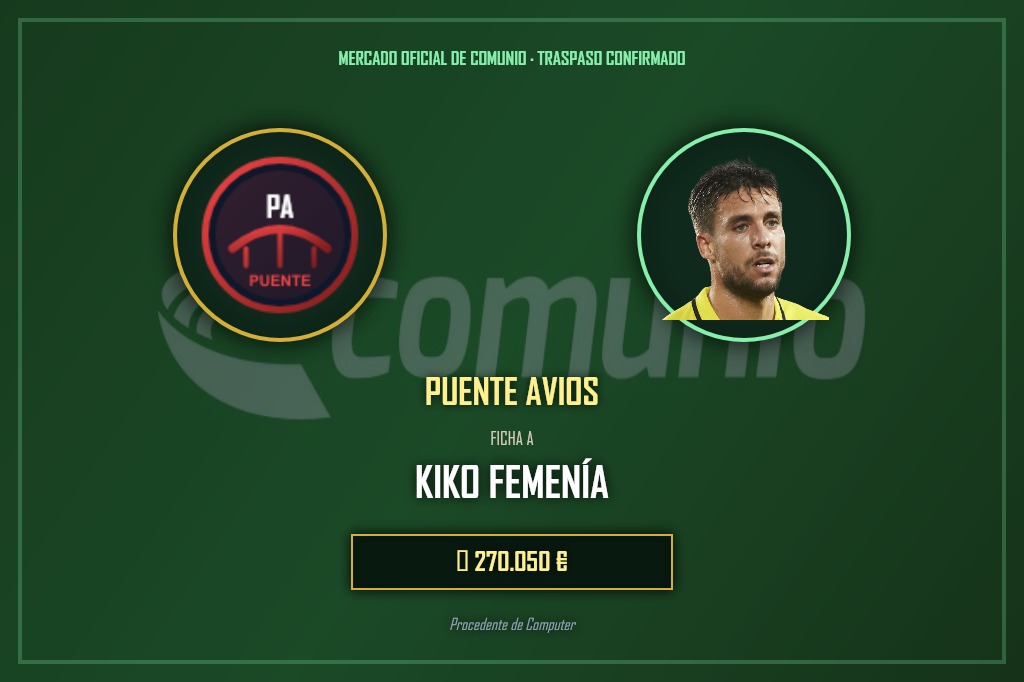 MERCADO OFICIAL DE COMUNIO · TRASPASO CONFIRMADO
PA
PUENTE
comunio
PUENTE AVIOS
FICHA A
KIKO FEMENÍA
270.050 €
Procedente de Computer